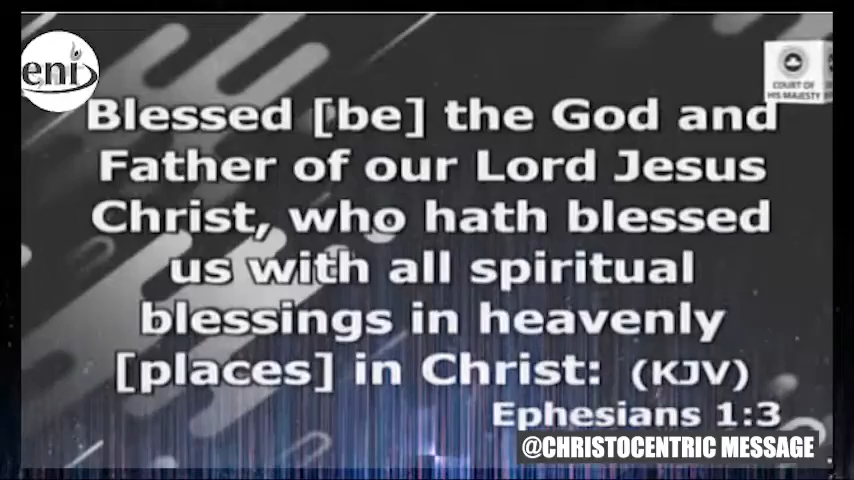 eni
COURT OF
HIS MAJESTY
Blessed [be] the God and
Father of our Lord Jesus
Christ, who hath blessed
us with all spiritual
blessings in heavenly
[places] in Christ: (KJV)
Ephesians 1:3
@CHRISTOCENTRIC MESSAGE